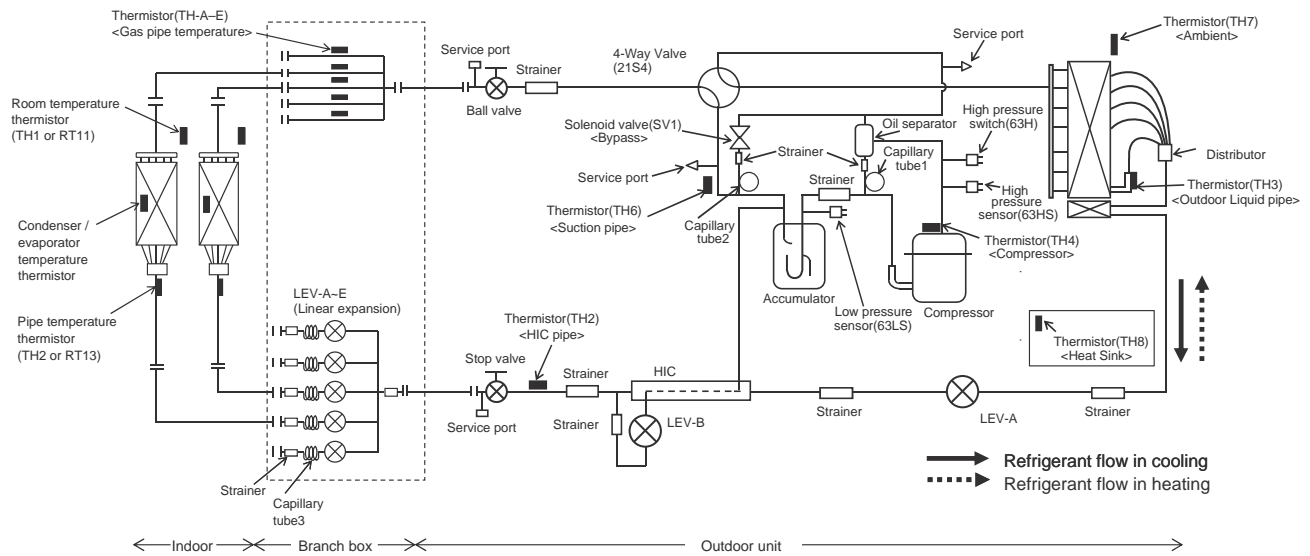 Thermistor(TH-A–E)
<Gas pipe temperature>
Service port
Strainer
Ball valve
4-Way Valve
(21S4)
Service port
Thermistor(TH7)
<Ambient>
Room temperature
thermistor
(TH1 or RT11)
Solenoid valve(SV1)
<Bypass>
Oil separator
High pressure
switch(63H)
Strainer
Capillary
tube1
Distributor
Service port
Strainer
High
pressure
sensor(63HS)
Thermistor(TH3)
<Outdoor Liquid pipe>
Condenser /
evaporator
temperature
thermistor
Thermistor(TH6)
<Suction pipe>
Capillary
tube2
Thermistor(TH4)
<Compressor>
Accumulator
Low pressure
sensor(63LS)
Compressor
LEV-A~E
(Linear expansion)
Pipe temperature
thermistor
(TH2 or RT13)
Thermistor(TH2)
<HIC pipe>
Thermistor(TH8)
<Heat Sink>
Stop valve
Strainer
HIC
Service port
Strainer
LEV-B
Strainer
LEV-A
Strainer
Refrigerant flow in cooling
Refrigerant flow in heating
Strainer
Capillary
tube3
Indoor
Branch box
Outdoor unit